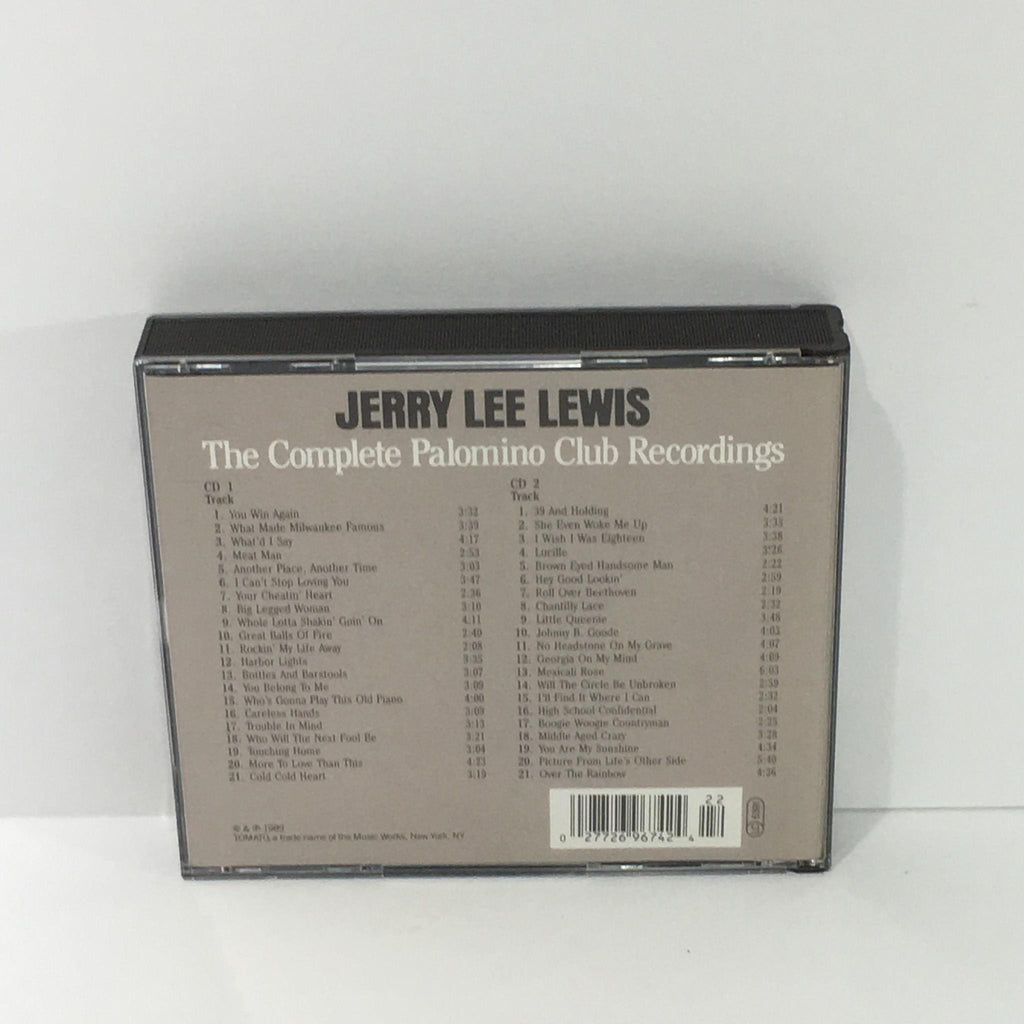 JERRY LEE LEWIS
The Complete Palomino Club Recordings
CD 1
Track
1. You Win Again 3:32
2. What Made Milwaukee Famous 3:39
3. What'd I Say 4:17
4. Meat Man 2:53
5. Another Place, Another Time 3:03
6. I Can't Stop Loving You 3:47
7. Your Cheatin' Heart 2:36
8. Big Legged Woman 3:10
9. Whole Lotta Shakin' Goin' On 4:11
10. Great Balls Of Fire 2:40
11. Rockin' My Life Away 2:08
12. Harbor Lights 3:35
13. Bottles And Barstools 3:07
14. You Belong To Me 3:09
15. Who's Gonna Play This Old Piano 4:00
16. Careless Hands 3:09
17. Trouble In Mind 5:13
18. Who Will The Next Fool Be 3:21
19. Touching Home 3:04
20. More To Love Than This 4:23
21. Cold Cold Heart 3:19
CD 2
Track
1. 39 And Holding 4:21
2. She Even Woke Me Up 3:33
3. I Wish I Was Eighteen 3:38
4. Lucille 3:26
5. Brown Eyed Handsome Man 2:22
6. Hey Good Lookin' 2:59
7. Roll Over Beethoven 2:19
8. Chantilly Lace 2:32
9. Little Queenie 3:48
10. Johnny B. Goode 4:03
11. No Headstone On My Grave 4:07
12. Georgia On My Mind 4:09
13. Mexicali Rose 6:03
14. Will The Circle Be Unbroken 2:59
15. I'll Find It Where I Can 2:32
16. High School Confidential 2:04
17. Boogie Woogie Countryman 2:25
18. Middle Aged Crazy 3:28
19. You Are My Sunshine 4:34
20. Picture From Life's Other Side 5:40
21. Over The Rainbow 4:36
© & ℗ 1989
TOMATO, a trade name of the Music Works, New York, NY
22
0 27726 96742 4